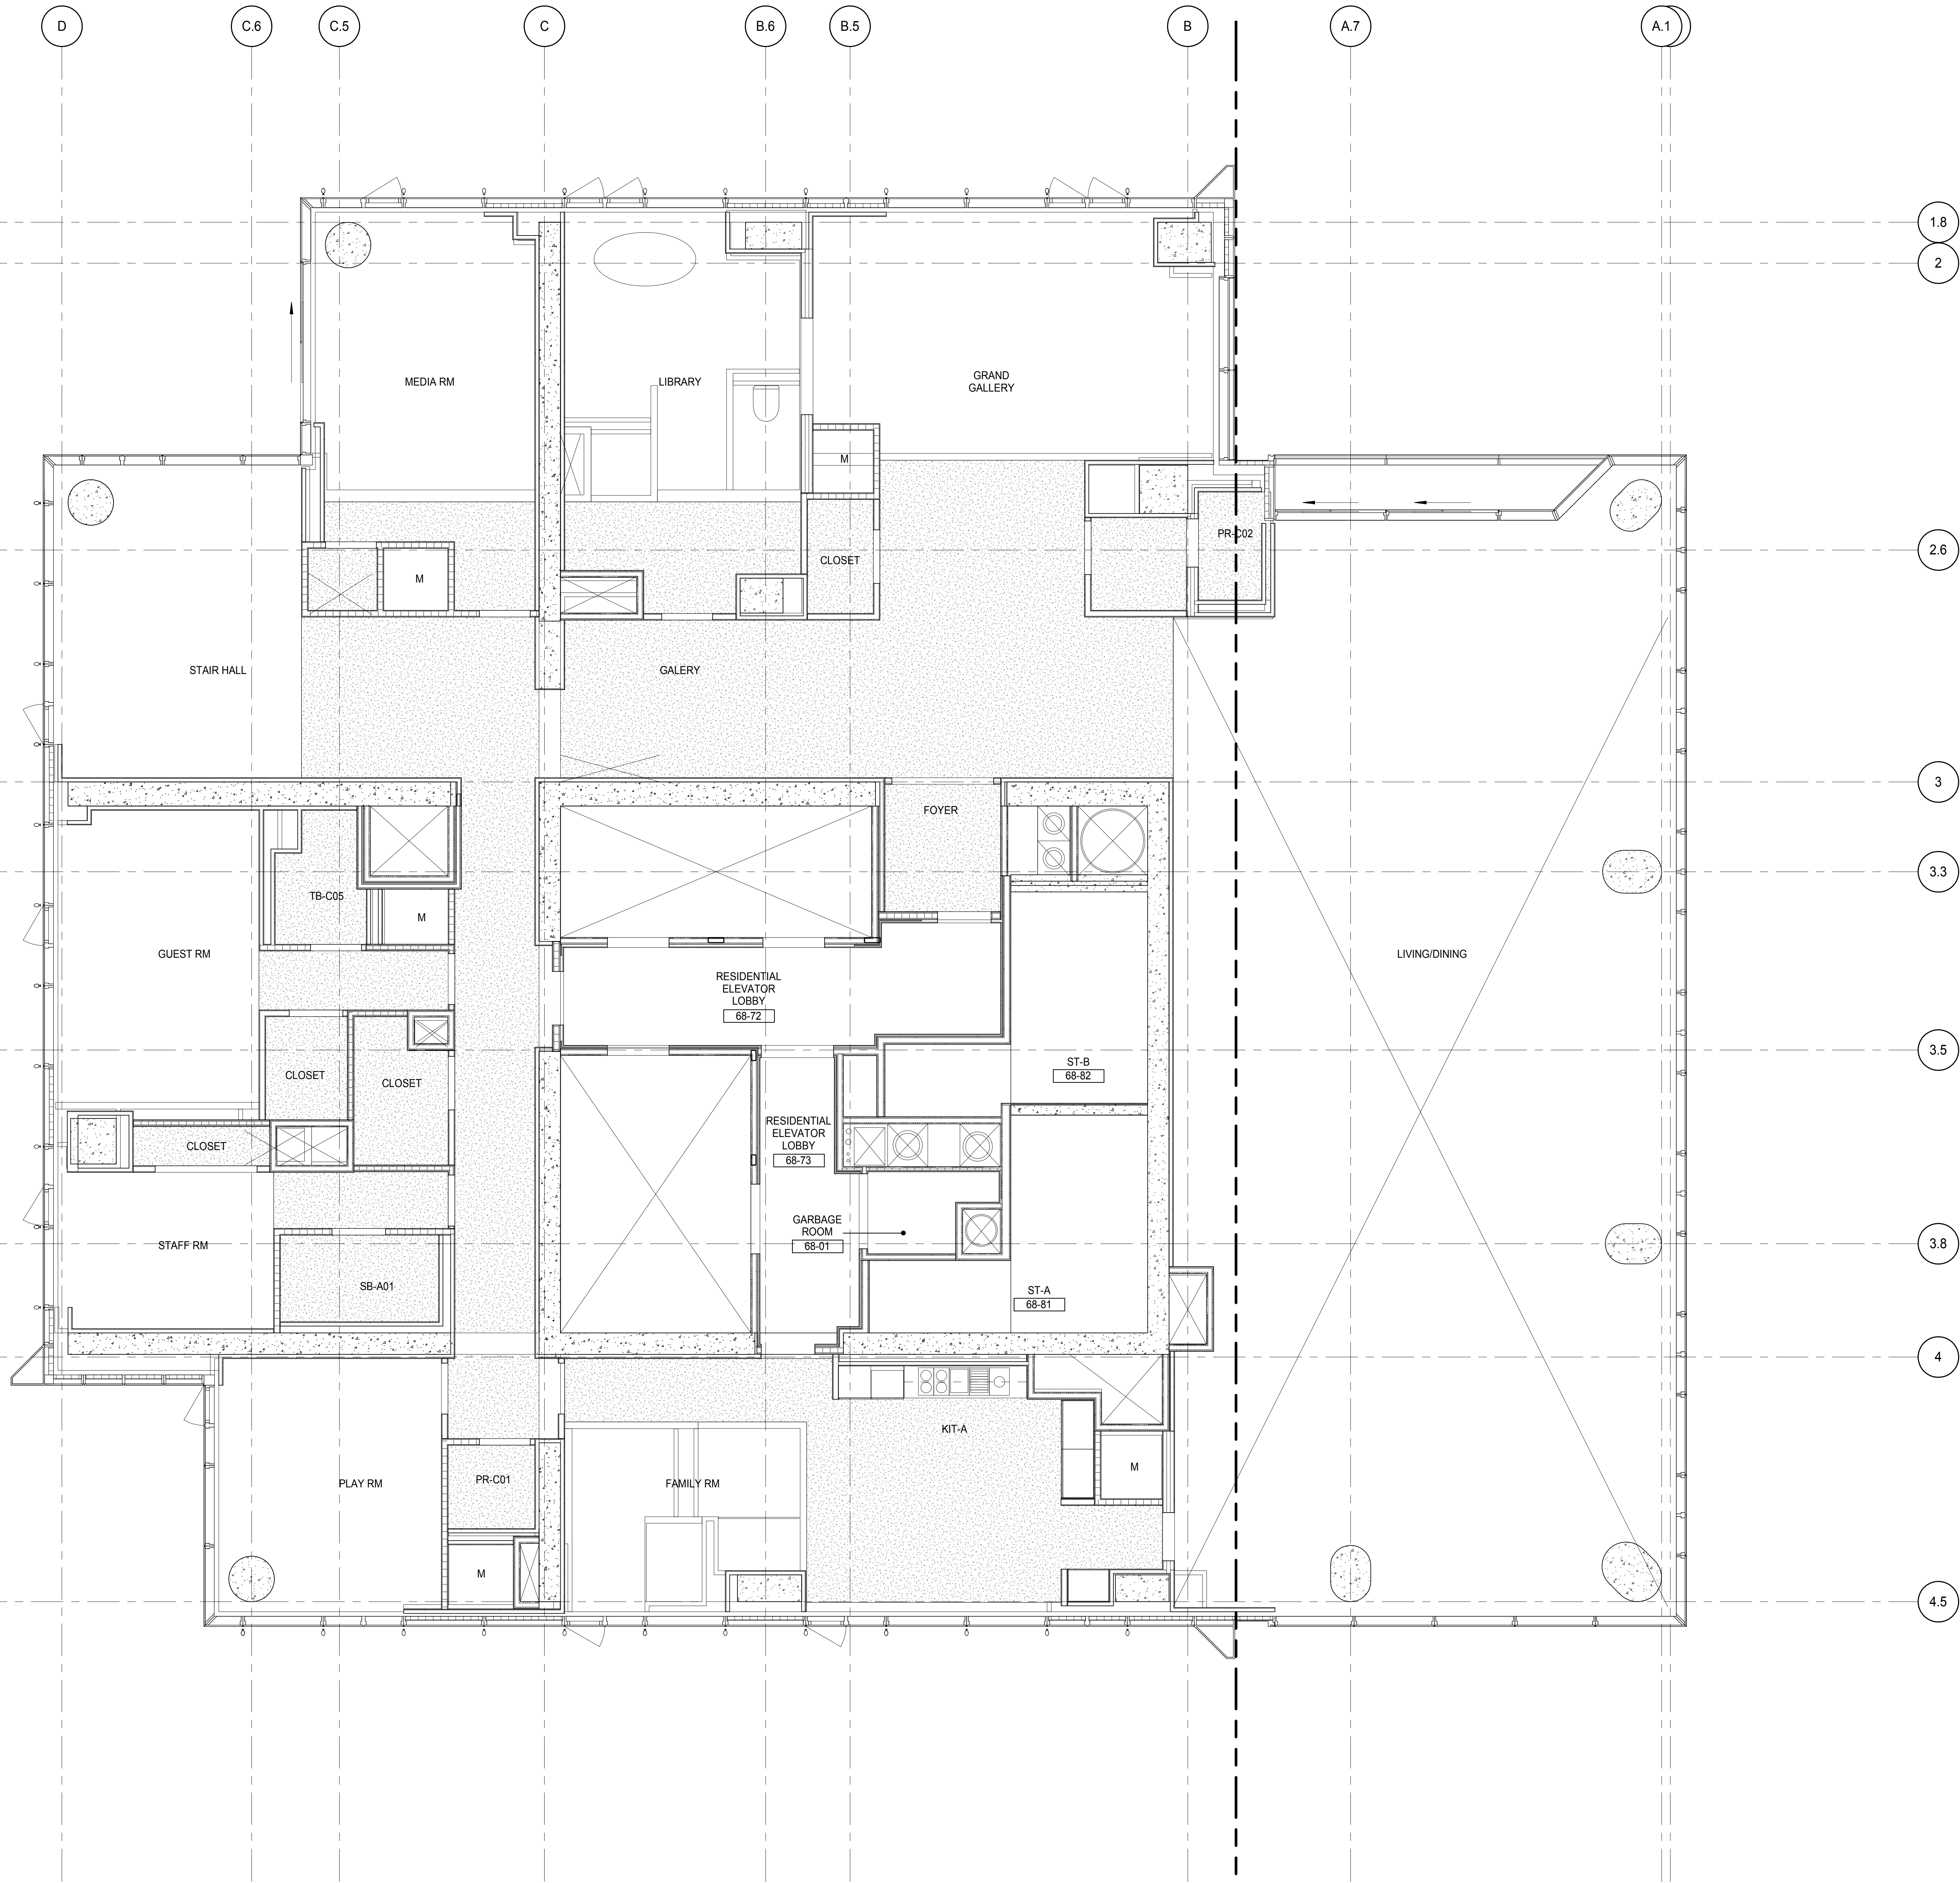 D
C.6
C.5
C
B.6
B.5
B
A.7
A.1
1.8
2
MEDIA RM
LIBRARY
GRAND
GALLERY
M
PR-C02
2.6
CLOSET
M
STAIR HALL
GALERY
3
FOYER
3.3
TB-C05
M
GUEST RM
LIVING/DINING
RESIDENTIAL
ELEVATOR
LOBBY
68-72
3.5
ST-B
68-82
CLOSET
CLOSET
RESIDENTIAL
ELEVATOR
LOBBY
68-73
CLOSET
GARBAGE
ROOM
68-01
STAFF RM
3.8
SB-A01
ST-A
68-81
4
KIT-A
M
PLAY RM
PR-C01
FAMILY RM
M
4.5